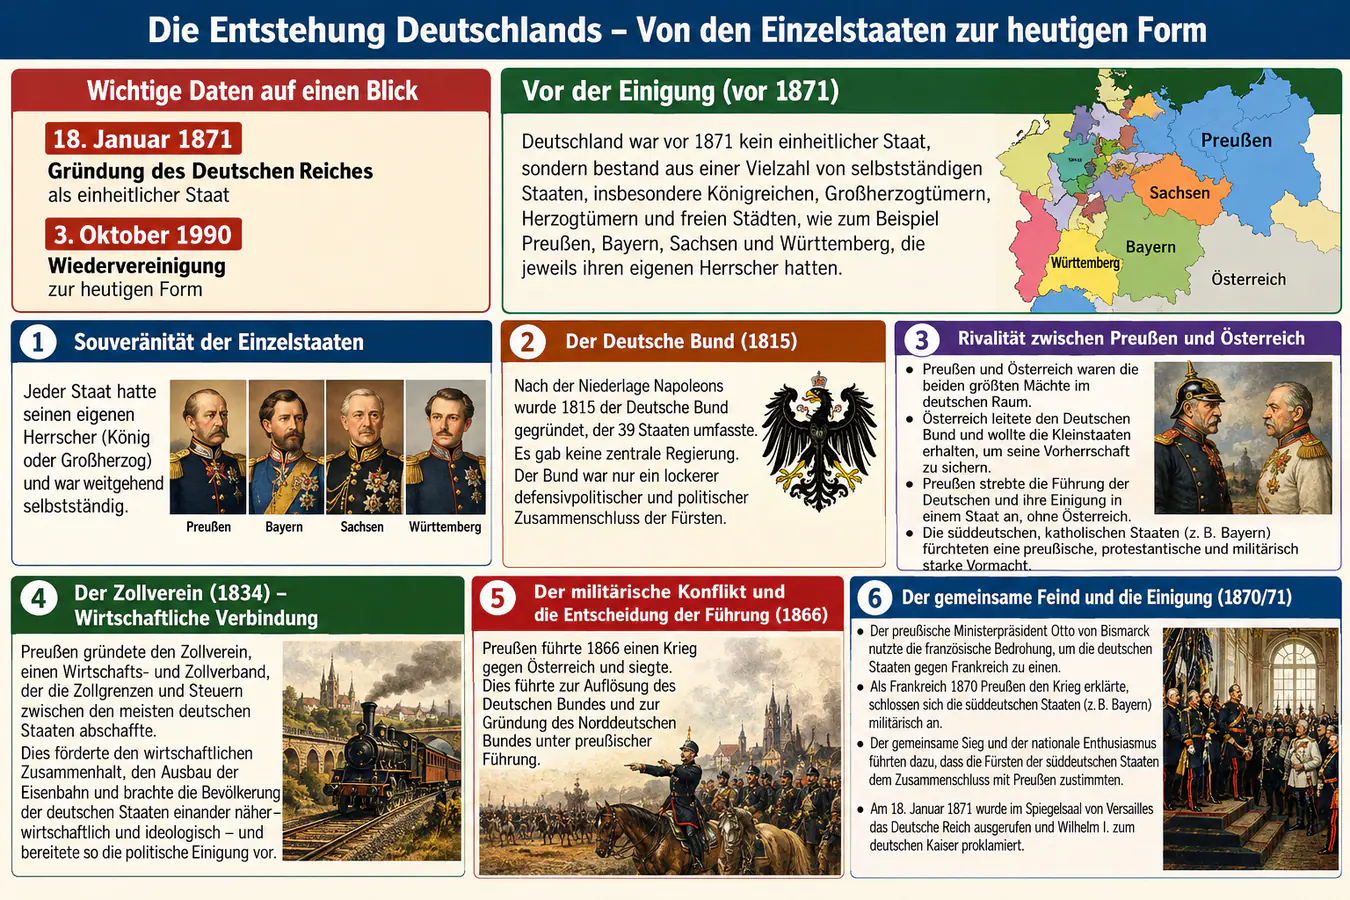 Die Entstehung Deutschlands – Von den Einzelstaaten zur heutigen Form
Wichtige Daten auf einen Blick
18. Januar 1871
Gründung des Deutschen Reiches
als einheitlicher Staat
3. Oktober 1990
Wiedervereinigung
zur heutigen Form
Vor der Einigung (vor 1871)
Deutschland war vor 1871 kein einheitlicher Staat,
sondern bestand aus einer Vielzahl von selbstständigen
Staaten, insbesondere Königreichen, Großherzogtümern,
Herzogtümern und freien Städten, wie zum Beispiel
Preußen, Bayern, Sachsen und Württemberg, die
jeweils ihren eigenen Herrscher hatten.
Preußen
Sachsen
Bayern
Württemberg
Österreich
1 Souveränität der Einzelstaaten
Jeder Staat hatte
seinen eigenen
Herrscher (König
oder Großherzog)
und war weitgehend
selbstständig.
Preußen
Bayern
Sachsen
Württemberg
2 Der Deutsche Bund (1815)
Nach der Niederlage Napoleons
wurde 1815 der Deutsche Bund
gegründet, der 39 Staaten umfasste.
Es gab keine zentrale Regierung.
Der Bund war nur ein lockerer
defensivpolitischer und politischer
Zusammenschluss der Fürsten.
3 Rivalität zwischen Preußen und Österreich
• Preußen und Österreich waren die
beiden größten Mächte im
deutschen Raum.
• Österreich leitete den Deutschen
Bund und wollte die Kleinstaaten
erhalten, um seine Vorherrschaft
zu sichern.
• Preußen strebte die Führung der
Deutschen und ihre Einigung in
einem Staat an, ohne Österreich.
• Die süddeutschen, katholischen Staaten (z. B. Bayern)
fürchteten eine preußische, protestantische und militärisch
starke Vormacht.
4 Der Zollverein (1834) –
Wirtschaftliche Verbindung
Preußen gründete den Zollverein,
einen Wirtschafts- und Zollverband,
der die Zollgrenzen und Steuern
zwischen den meisten deutschen
Staaten abschaffte.
Dies förderte den wirtschaftlichen
Zusammenhalt, den Ausbau der
Eisenbahn und brachte die Bevölkerung
der deutschen Staaten einander näher–
wirtschaftlich und ideologisch – und
bereitete so die politische Einigung vor.
5 Der militärische Konflikt und
die Entscheidung der Führung (1866)
Preußen führte 1866 einen Krieg
gegen Österreich und siegte.
Dies führte zur Auflösung des
Deutschen Bundes und zur
Gründung des Norddeutschen
Bundes unter preußischer
Führung.
6 Der gemeinsame Feind und die Einigung (1870/71)
• Der preußische Ministerpräsident Otto von Bismarck
nutzte die französische Bedrohung, um die deutschen
Staaten gegen Frankreich zu einen.
• Als Frankreich 1870 Preußen den Krieg erklärte,
schlossen sich die süddeutschen Staaten (z. B. Bayern)
militärisch an.
• Der gemeinsame Sieg und der nationale Enthusiasmus
führten dazu, dass die Fürsten der süddeutschen Staaten
dem Zusammenschluss mit Preußen zustimmten.
• Am 18. Januar 1871 wurde im Spiegelsaal von Versailles
das Deutsche Reich ausgerufen und Wilhelm I. zum
deutschen Kaiser proklamiert.